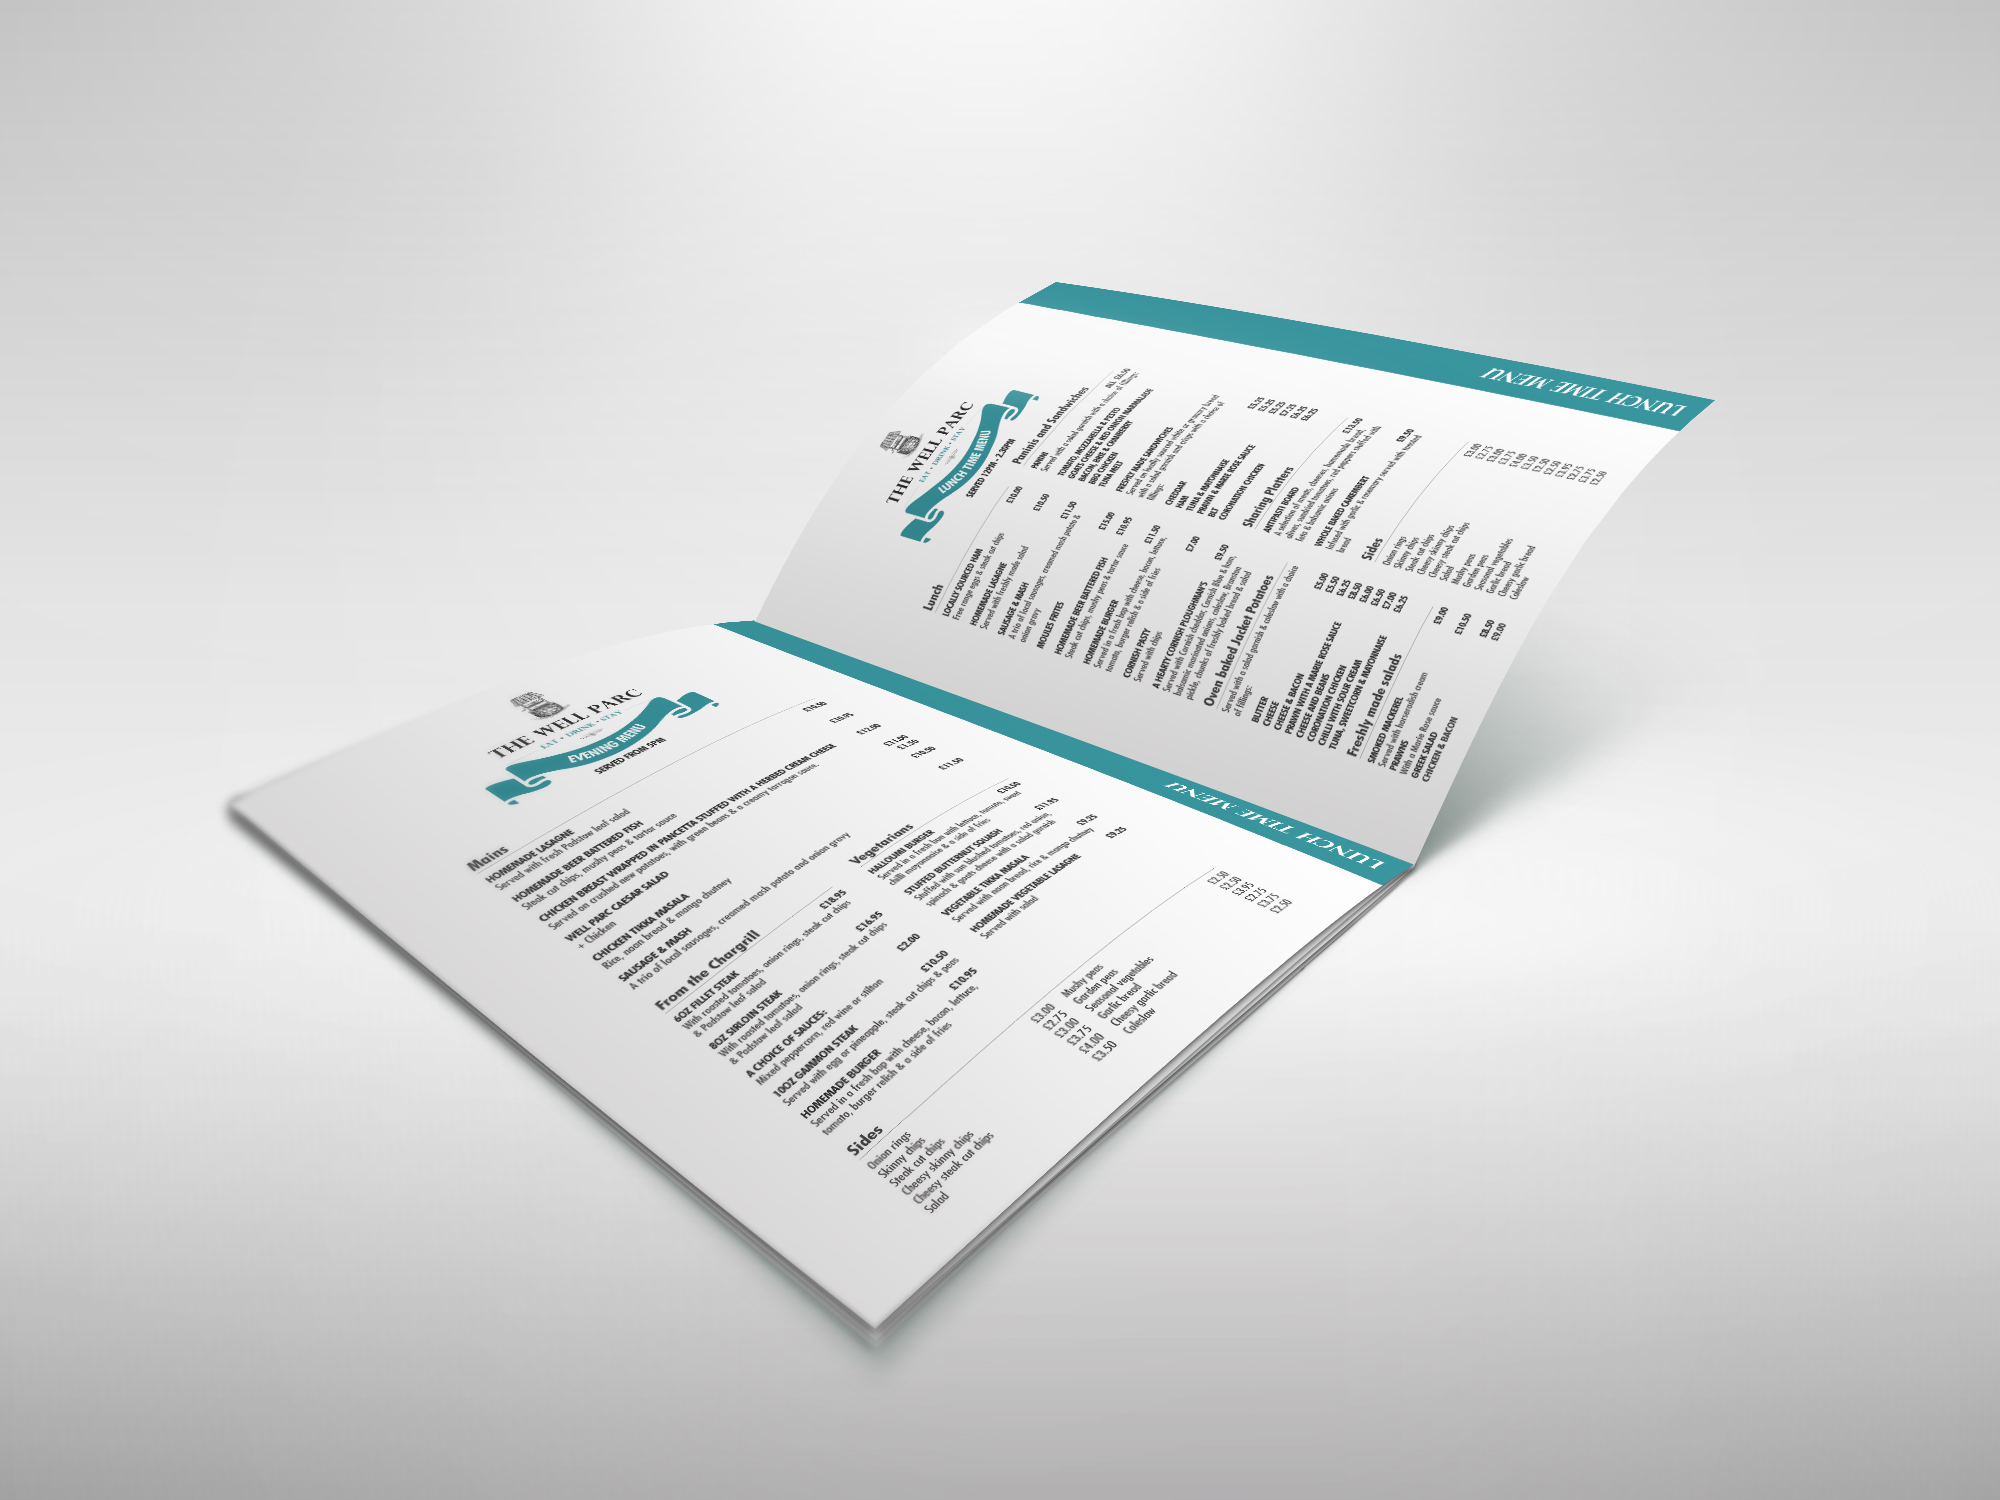 THE WELL PARC
EAT • DRINK • STAY
EVENING MENU
SERVED FROM 5PM
Mains
HOMEMADE LASAGNE £10.50
Served with fresh Padstow leaf salad
HOMEMADE BEER BATTERED FISH £10.95
Steak cut chips, mushy peas & tartar sauce
CHICKEN BREAST WRAPPED IN PANCETTA STUFFED WITH A HERBED CREAM CHEESE £12.00
Served on crushed new potatoes, with green beans & a creamy tarragon sauce.
WELL PARC CAESAR SALAD £11.00
+ Chicken £1.50
CHICKEN TIKKA MASALA £10.50
Rice, naan bread & mango chutney
SAUSAGE & MASH £11.50
A trio of local sausages, creamed mash potato and onion gravy
From the Chargrill
6OZ FILLET STEAK £18.95
With roasted tomatoes, onion rings, steak cut chips
& Padstow leaf salad
8OZ SIRLOIN STEAK £16.95
With roasted tomatoes, onion rings, steak cut chips
& Padstow leaf salad
A CHOICE OF SAUCES: £2.00
Mixed peppercorn, red wine or stilton
10OZ GAMMON STEAK £10.50
Served with egg or pineapple, steak cut chips & peas
HOMEMADE BURGER £10.95
Served in a fresh bap with cheese, bacon, lettuce,
tomato, burger relish & a side of fries
Vegetarians
HALLOUMI BURGER £10.50
Served in a fresh bun with lettuce, tomato, sweet
chilli mayonnaise & a side of fries
STUFFED BUTTERNUT SQUASH £11.95
Stuffed with sun blushed tomatoes, red onion,
spinach & goats cheese with a salad garnish
VEGETABLE TIKKA MASALA £9.25
Served with naan bread, rice & mango chutney
HOMEMADE VEGETABLE LASAGNE £9.25
Served with salad
Sides
Onion rings £3.00
Skinny chips £2.75
Steak cut chips £3.00
Cheesy skinny chips £3.75
Cheesy steak cut chips £4.00
Salad £3.50
Mushy peas £2.50
Garden peas £2.50
Seasonal vegetables £3.95
Garlic bread £2.75
Cheesy garlic bread £3.75
Coleslaw £2.50
LUNCH TIME MENU
THE WELL PARC
EAT • DRINK • STAY
LUNCH TIME MENU
SERVED 12PM - 2.30PM
Lunch
LOCALLY SOURCED HAM £10.00
Free range eggs & steak cut chips
HOMEMADE LASAGNE £10.50
Served with freshly made salad
SAUSAGE & MASH £11.50
A trio of local sausages, creamed mash potato &
onion gravy
MOULES FRITES £15.00
HOMEMADE BEER BATTERED FISH £10.95
Steak cut chips, mushy peas & tartar sauce
HOMEMADE BURGER £11.50
Served in a fresh bap with cheese, bacon, lettuce,
tomato, burger relish & a side of fries
CORNISH PASTY £7.00
Served with chips
A HEARTY CORNISH PLOUGHMAN'S £9.50
Served with Cornish cheddar, Cornish Blue & ham,
balsamic marinated onions, coleslaw, Branston
pickle, chunks of freshly baked bread & salad
Oven baked Jacket Potatoes
Served with a salad garnish & coleslaw with a choice
of fillings:
BUTTER £5.00
CHEESE £5.50
CHEESE & BACON £6.25
PRAWN WITH A MARIE ROSE SAUCE £8.50
CHEESE AND BEANS £6.00
CORONATION CHICKEN £6.50
CHILLI WITH SOUR CREAM £7.00
TUNA, SWEETCORN & MAYONNAISE £6.25
Freshly made salads
SMOKED MACKEREL £9.00
Served with horseradish cream
PRAWNS £10.50
With a Marie Rose sauce
GREEK SALAD £8.50
CHICKEN & BACON £9.00
Paninis and Sandwiches
PANINI ALL £6.50
Served with a salad garnish with a choice of fillings:
TOMATO, MOZZARELLA & PESTO
GOATS CHEESE & RED ONION MARMALADE
BACON, BRIE & CRANBERRY
BBQ CHICKEN
TUNA MELT
FRESHLY MADE SANDWICHES
Served on freshly sourced white or granary bread
with a salad garnish and crisps with a choice of
fillings:
CHEDDAR £5.25
HAM £5.25
TUNA & MAYONNAISE £5.25
PRAWN & MARIE ROSE SAUCE £7.25
BLT £6.25
CORONATION CHICKEN £6.25
Sharing Platters
ANTIPASTI BOARD £13.50
A selection of meats, cheeses, homemade bread,
olives, sunblushed tomatoes, red peppers stuffed with
feta & balsamic onions
WHOLE BAKED CAMEMBERT £9.50
Infused with garlic & rosemary served with toasted
bread
Sides
Onion rings £3.00
Skinny chips £2.75
Steak cut chips £3.00
Cheesy skinny chips £3.75
Cheesy steak cut chips £4.00
Salad £3.50
Mushy peas £2.50
Garden peas £2.50
Seasonal vegetables £3.95
Garlic bread £2.75
Cheesy garlic bread £3.75
Coleslaw £2.50
LUNCH TIME MENU